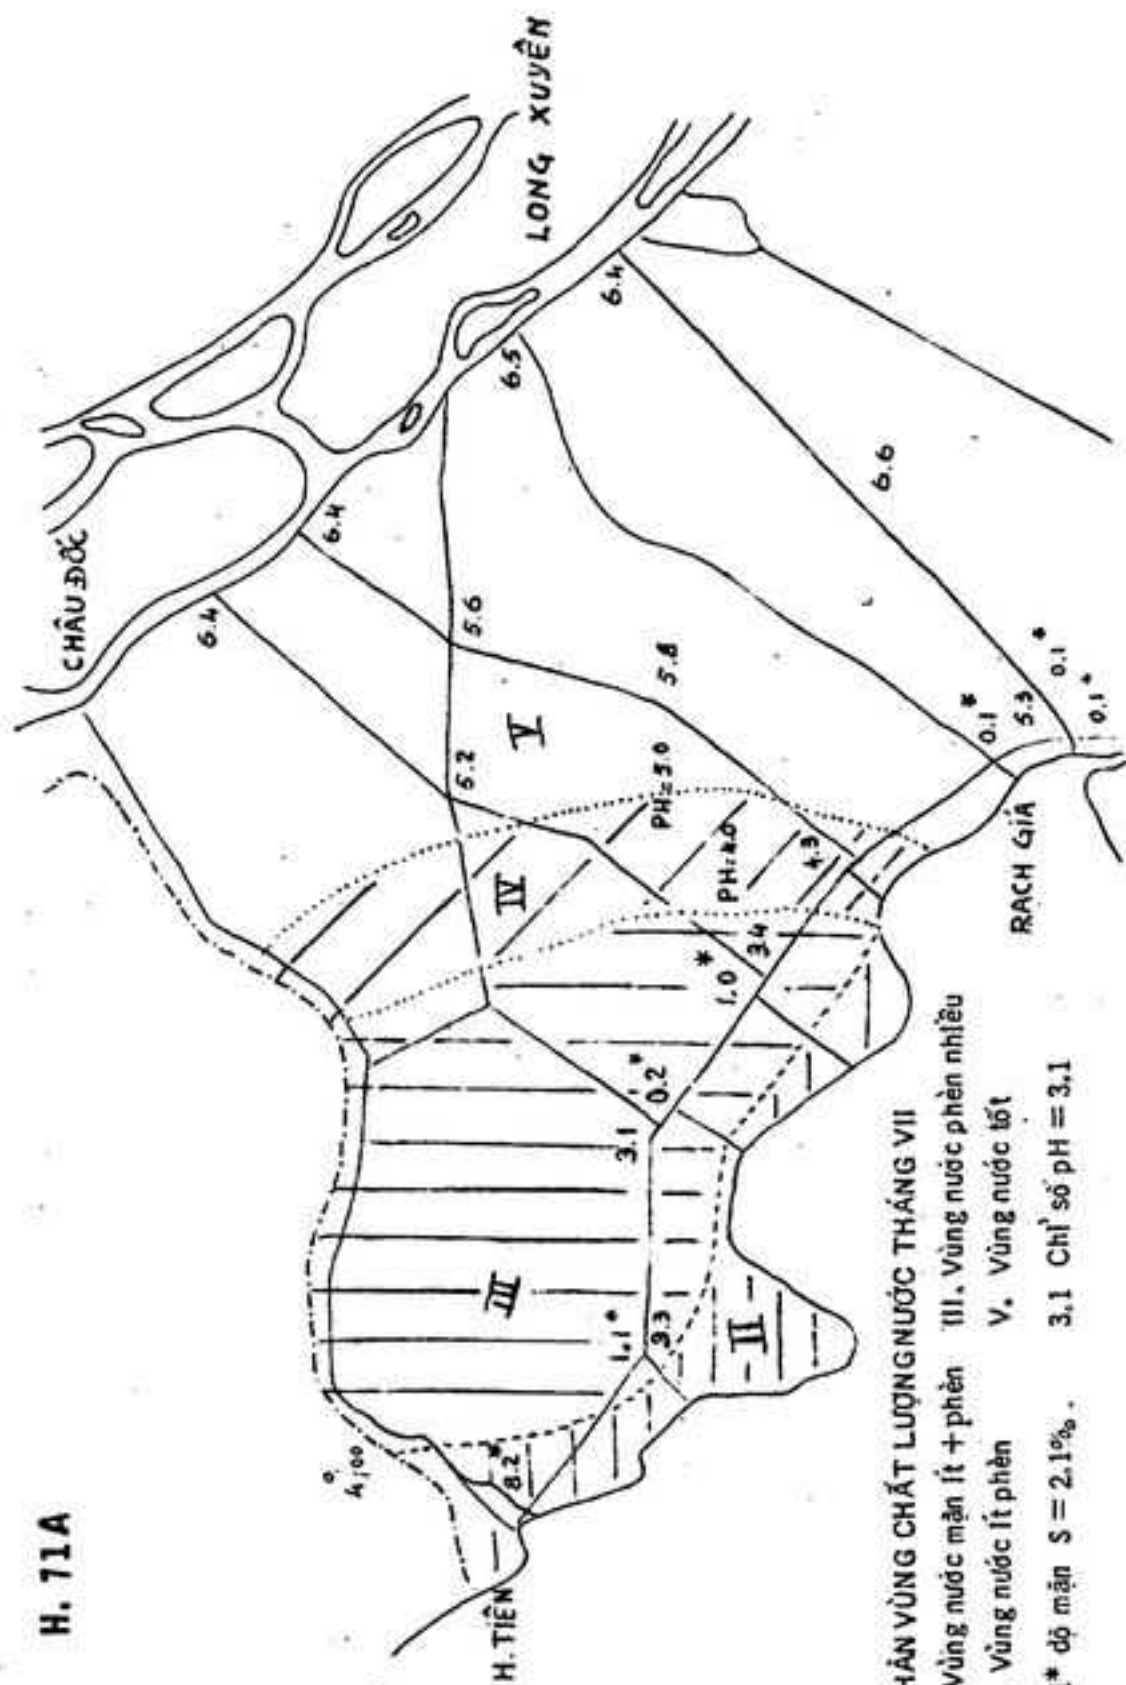 H. 71A
CHÂU ĐỐC
LONG XUYÊN
6.4
6.4
6.5
6.4
5.6
5.2
V
5.8
6.6
PH=5.0
IV
PH=4.0
4.3
0.1*
5.3
0.1*
0.1*
RẠCH GIÁ
3.4
1.0*
0.2*
3.1
III
1.1*
3.3
II
8.2*
H. TIÊN
HÂN VÙNG CHẤT LƯỢNG NƯỚC THÁNG VII
Vùng nước mặn ít + phèn III. Vùng nước phèn nhiều
Vùng nước ít phèn V. Vùng nước tốt
* độ mặn S = 2.1‰. 3.1 Chỉ số pH = 3.1